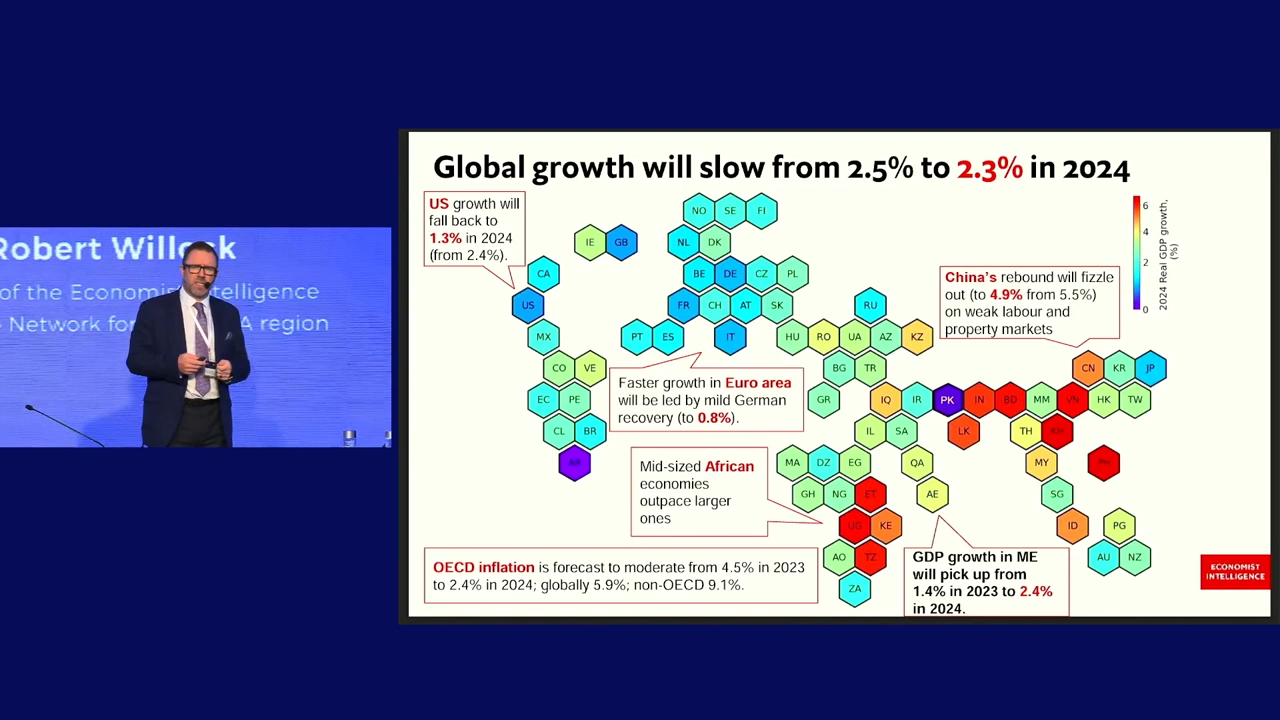 Robert Willock
of the Economist Intelligence
Network for
A region
Global growth will slow from 2.5% to 2.3% in 2024
US growth will
fall back to
1.3% in 2024
(from 2.4%).
NO SE FI
IE GB NL DK
CA BE DE CZ PL
US FR CH AT SK RU
MX PT ES IT HU RO UA AZ KZ
CO VE BG TR CN KR JP
EC PE GR IQ IR PK IN BD MM VN HK TW
CL BR IL SA LK TH KH
AR MA DZ EG QA MY PH
GH NG ET AE SG
UG KE ID PG
AO TZ AU NZ
ZA
6
4
2
0
2024 Real GDP growth,
(%)
China's rebound will fizzle
out (to 4.9% from 5.5%)
on weak labour and
property markets
Faster growth in Euro area
will be led by mild German
recovery (to 0.8%).
Mid-sized African
economies
outpace larger
ones
OECD inflation is forecast to moderate from 4.5% in 2023
to 2.4% in 2024; globally 5.9%; non-OECD 9.1%.
GDP growth in ME
will pick up from
1.4% in 2023 to 2.4%
in 2024.
ECONOMIST
INTELLIGENCE